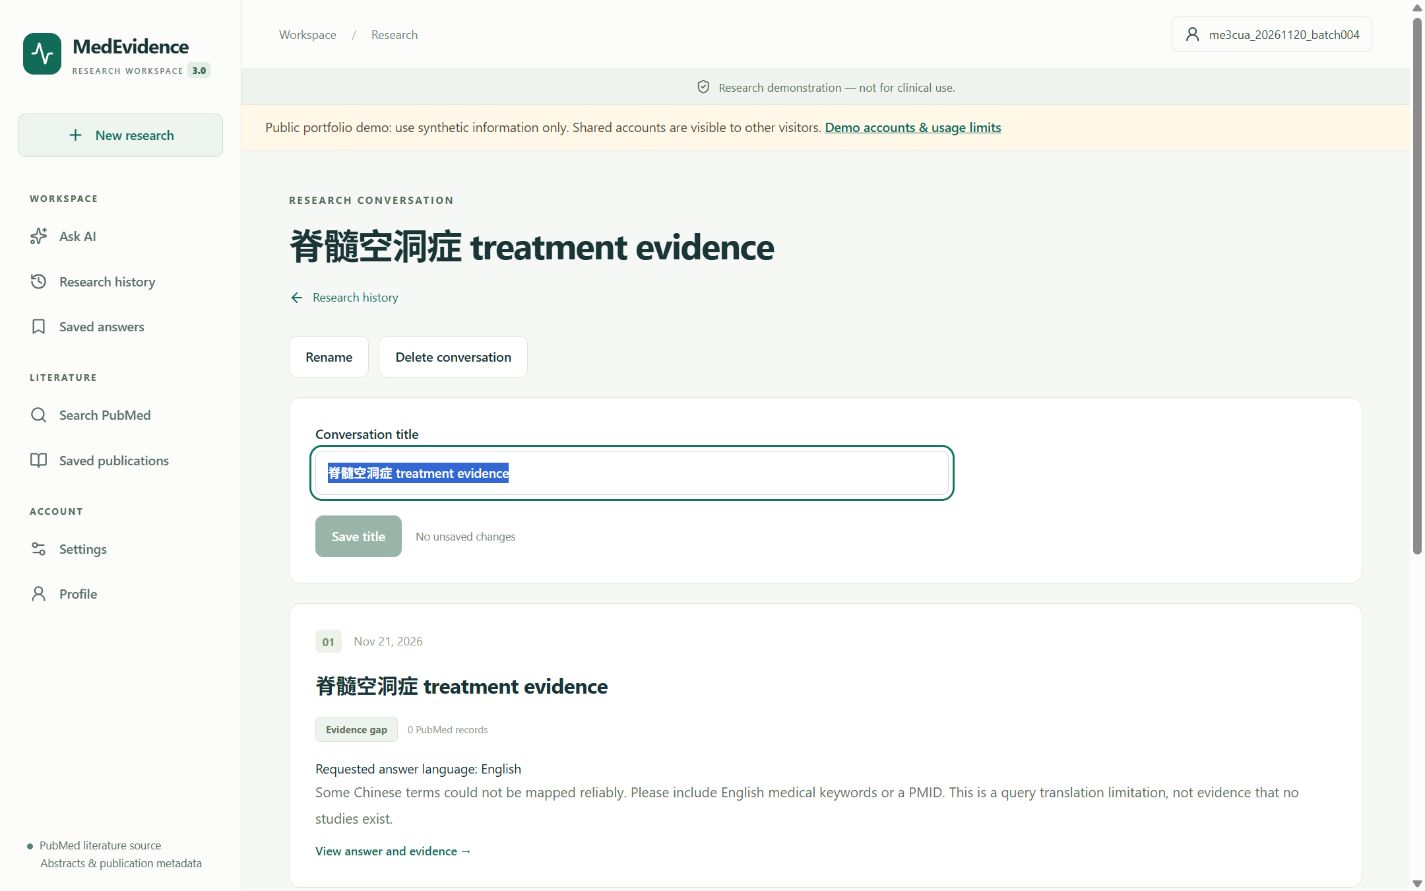 MedEvidence
RESEARCH WORKSPACE 3.0
New research
WORKSPACE
Ask AI
Research history
Saved answers
LITERATURE
Search PubMed
Saved publications
ACCOUNT
Settings
Profile
PubMed literature source
Abstracts & publication metadata
Workspace / Research
me3cua_20261120_batch004
Research demonstration — not for clinical use.
Public portfolio demo: use synthetic information only. Shared accounts are visible to other visitors. Demo accounts & usage limits
RESEARCH CONVERSATION
脊髓空洞症 treatment evidence
← Research history
Rename Delete conversation
Conversation title
脊髓空洞症 treatment evidence
Save title No unsaved changes
01 Nov 21, 2026
脊髓空洞症 treatment evidence
Evidence gap 0 PubMed records
Requested answer language: English
Some Chinese terms could not be mapped reliably. Please include English medical keywords or a PMID. This is a query translation limitation, not evidence that no
studies exist.
View answer and evidence →